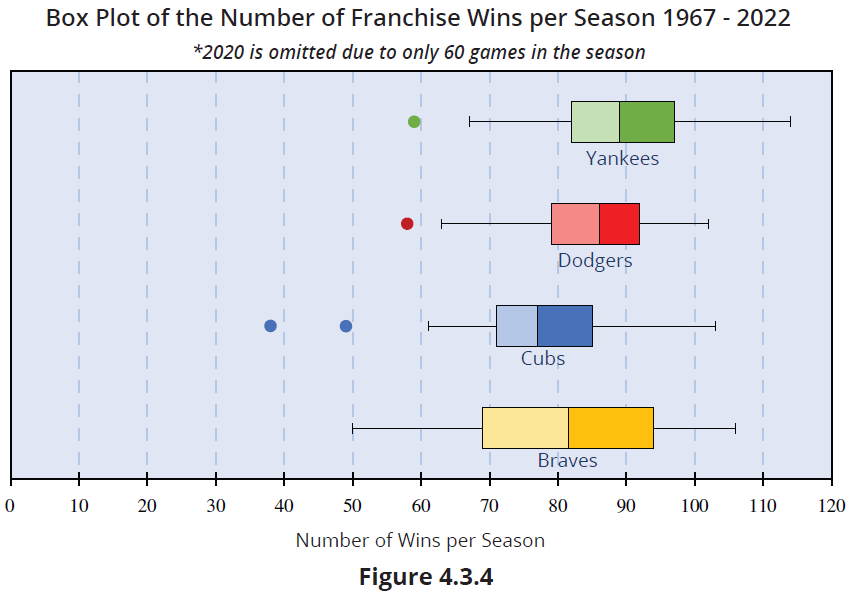 Box Plot of the Number of Franchise Wins per Season 1967 - 2022
*2020 is omitted due to only 60 games in the season
Yankees
Dodgers
Cubs
Braves
0 10 20 30 40 50 60 70 80 90 100 110 120
Number of Wins per Season
Figure 4.3.4